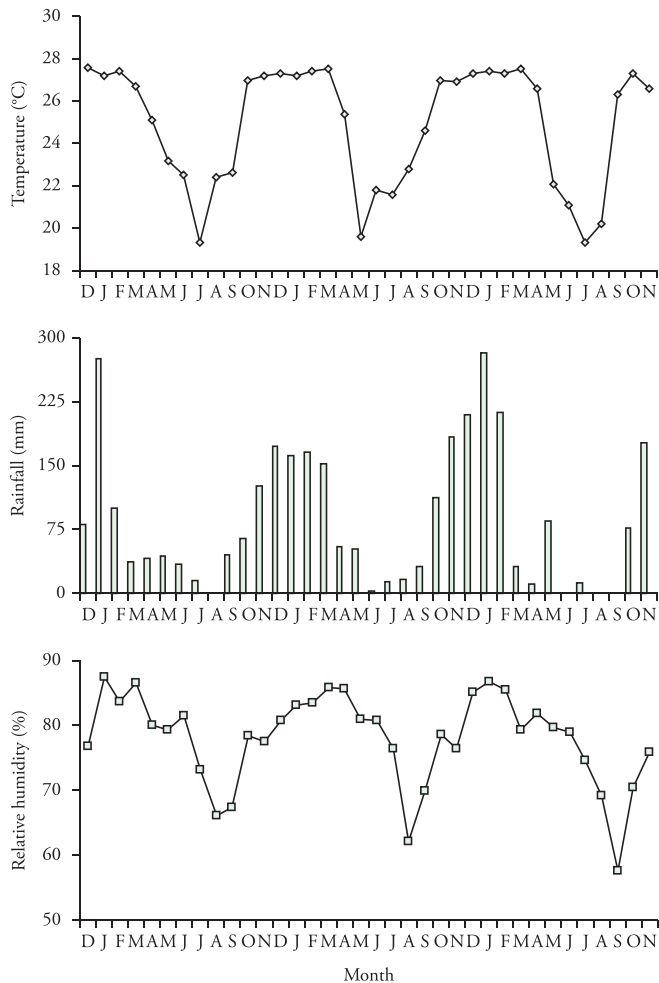 Temperature (°C)
30
28
26
24
22
20
18
D J F M A M J J A S O N D J F M A M J J A S O N D J F M A M J J A S O N
Rainfall (mm)
300
225
150
75
0
D J F M A M J J A S O N D J F M A M J J A S O N D J F M A M J J A S O N
Relative humidity (%)
90
80
70
60
50
D J F M A M J J A S O N D J F M A M J J A S O N D J F M A M J J A S O N
Month